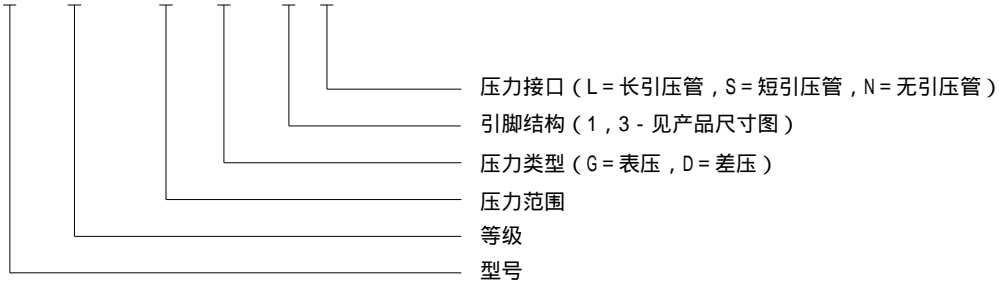 压力接口（L=长引压管，S=短引压管，N=无引压管）
引脚结构（1，3-见产品尺寸图）
压力类型（G=表压，D=差压）
压力范围
等级
型号